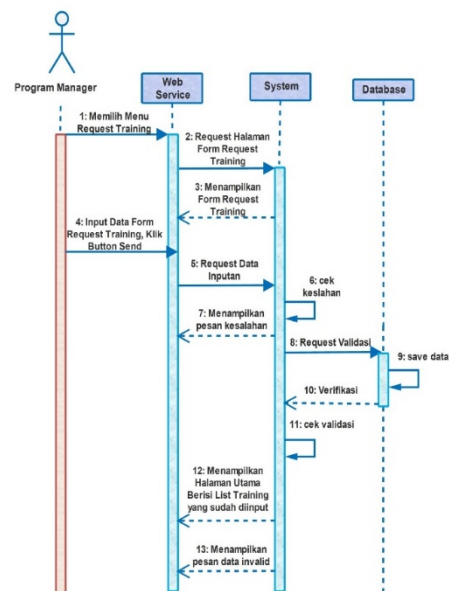 Program Manager
Web
Service
System
Database
1: Memilih Menu
Request Training
2: Request Halaman
Form Request
Training
3: Menampilkan
Form Request
Training
4: Input Data Form
Request Training, Klik
Button Send
5: Request Data
Inputan
6: cek
keslahan
7: Menampilkan
pesan kesalahan
8: Request Validasi
9: save data
10: Verifikasi
11: cek validasi
12: Menampilkan
Halaman Utama
Berisi List Training
yang sudah diinput
13: Menampilkan
pesan data invalid